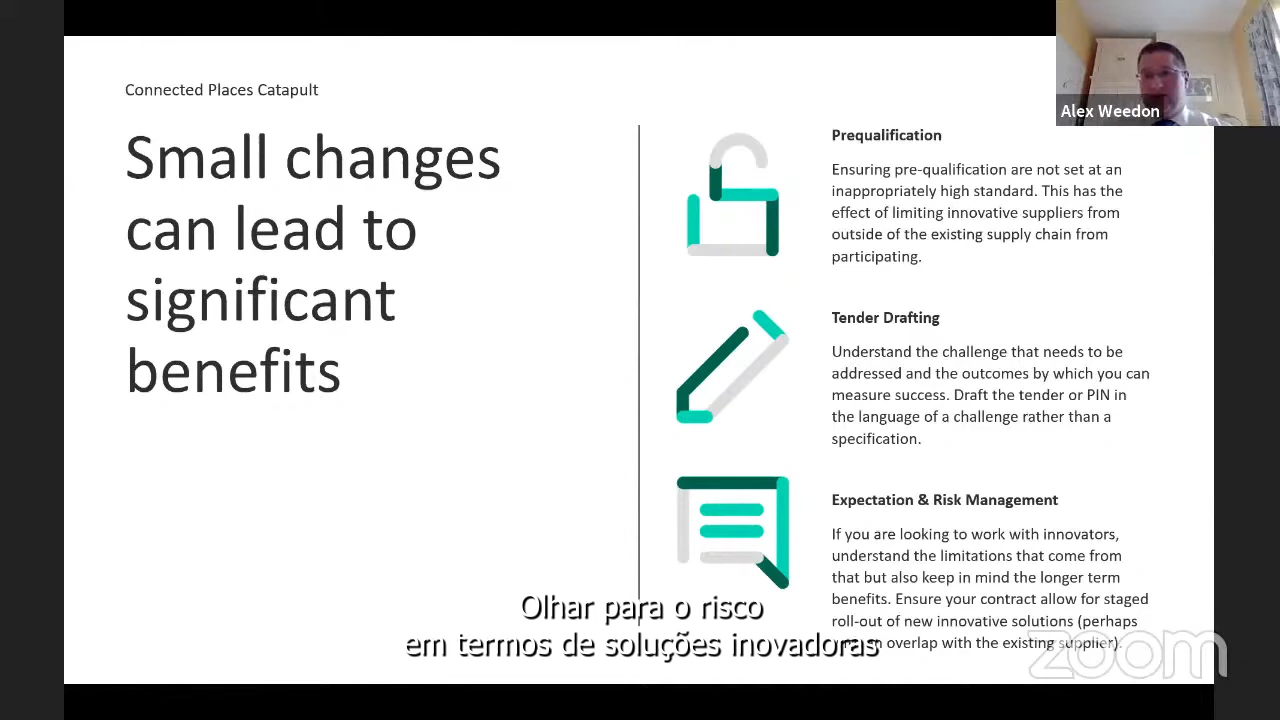 Connected Places Catapult
Small changes
can lead to
significant
benefits
Alex Weedon
Prequalification
Ensuring pre-qualification are not set at an
inappropriately high standard. This has the
effect of limiting innovative suppliers from
outside of the existing supply chain from
participating.
Tender Drafting
Understand the challenge that needs to be
addressed and the outcomes by which you can
measure success. Draft the tender or PIN in
the language of a challenge rather than a
specification.
Expectation & Risk Management
If you are looking to work with innovators,
understand the limitations that come from
that but also keep in mind the longer term
benefits. Ensure your contract allow for staged
roll-out of new innovative solutions (perhaps
overlap with the existing supplier).
Olhar para o risco
em termos de soluções inovadoras
zoom